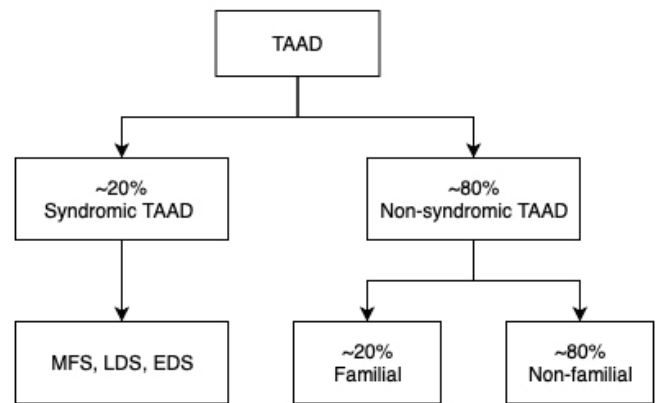 TAAD
~20%
Syndromic TAAD
~80%
Non-syndromic TAAD
MFS, LDS, EDS
~20%
Familial
~80%
Non-familial